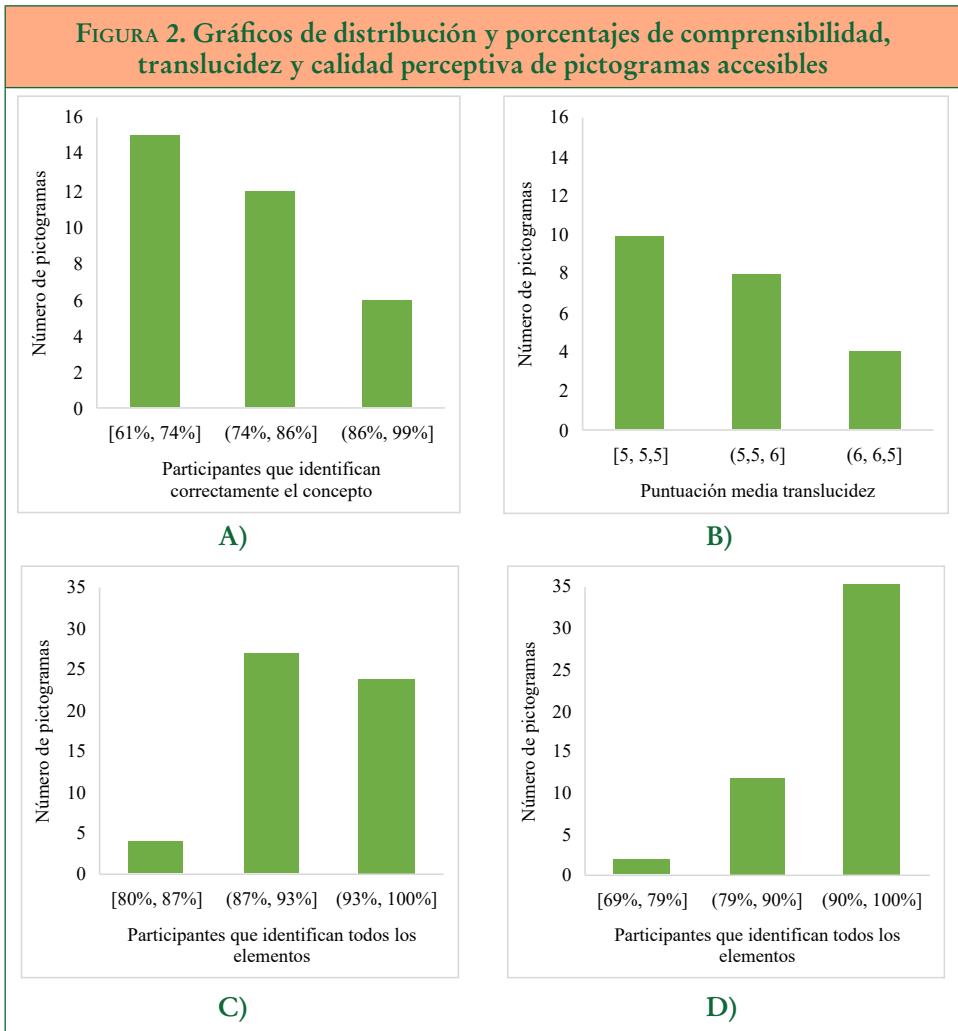 FIGURA 2. Gráficos de distribución y porcentajes de comprensibilidad,
translucidez y calidad perceptiva de pictogramas accesibles
Número de pictogramas
16
14
12
10
8
6
4
2
0
[61%, 74%] (74%, 86%] (86%, 99%]
Participantes que identifican
correctamente el concepto
A)
Número de pictogramas
16
14
12
10
8
6
4
2
0
[5, 5,5] (5,5, 6] (6, 6,5]
Puntuación media translucidez
B)
Número de pictogramas
35
30
25
20
15
10
5
0
[80%, 87%] (87%, 93%] (93%, 100%]
Participantes que identifican todos los
elementos
C)
Número de pictogramas
35
30
25
20
15
10
5
0
[69%, 79%] (79%, 90%] (90%, 100%]
Participantes que identifican todos los
elementos
D)